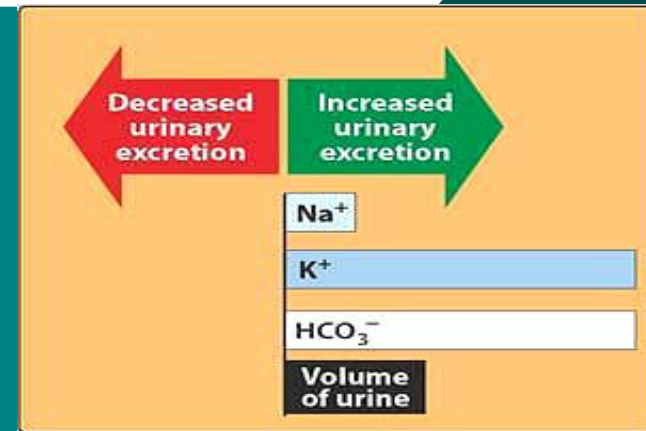 Decreased
urinary
excretion
Increased
urinary
excretion
Na⁺
K⁺
HCO₃⁻
Volume
of urine